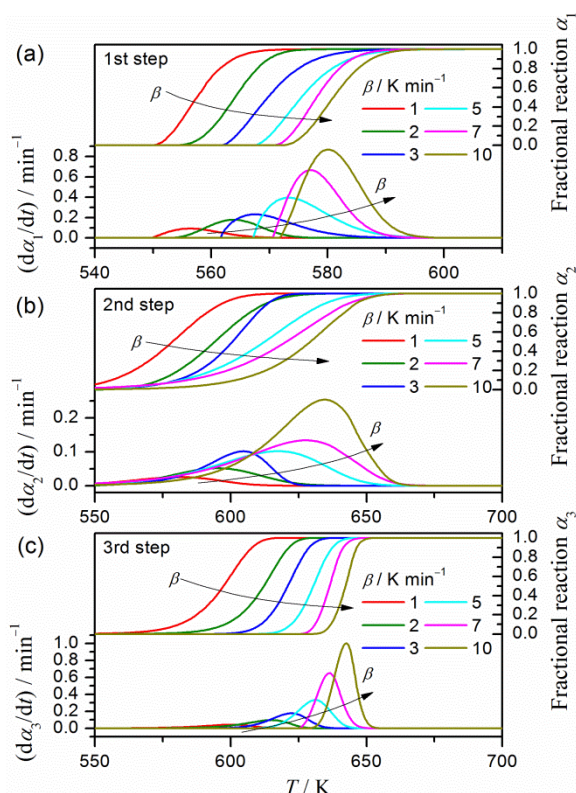 (a)
1st step
β / K min⁻¹
1 5
2 7
3 10
β
β
1.0
0.8
0.6
0.4
0.2
0.0
Fractional reaction α₁
0.8
0.6
0.4
0.2
0.0
(dα₁/dt) / min⁻¹
540 560 580 600
(b)
2nd step
β / K min⁻¹
1 5
2 7
3 10
β
β
1.0
0.8
0.6
0.4
0.2
0.0
Fractional reaction α₂
0.2
0.1
0.0
(dα₂/dt) / min⁻¹
550 600 650 700
(c)
3rd step
β / K min⁻¹
1 5
2 7
3 10
β
β
1.0
0.8
0.6
0.4
0.2
0.0
Fractional reaction α₃
1.0
0.8
0.6
0.4
0.2
0.0
(dα₃/dt) / min⁻¹
550 600 650 700
T / K